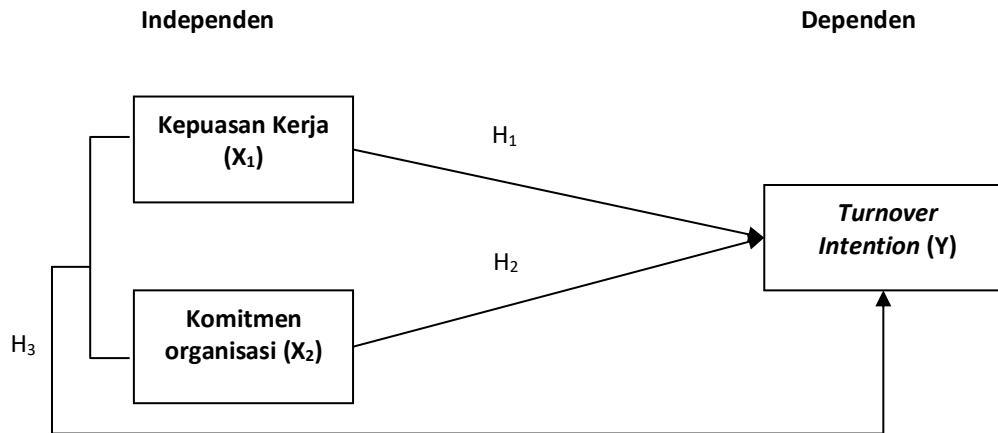 Independen
Dependen
Kepuasan Kerja
(X₁)
H₁
Turnover
Intention (Y)
H₂
Komitmen
organisasi (X₂)
H₃